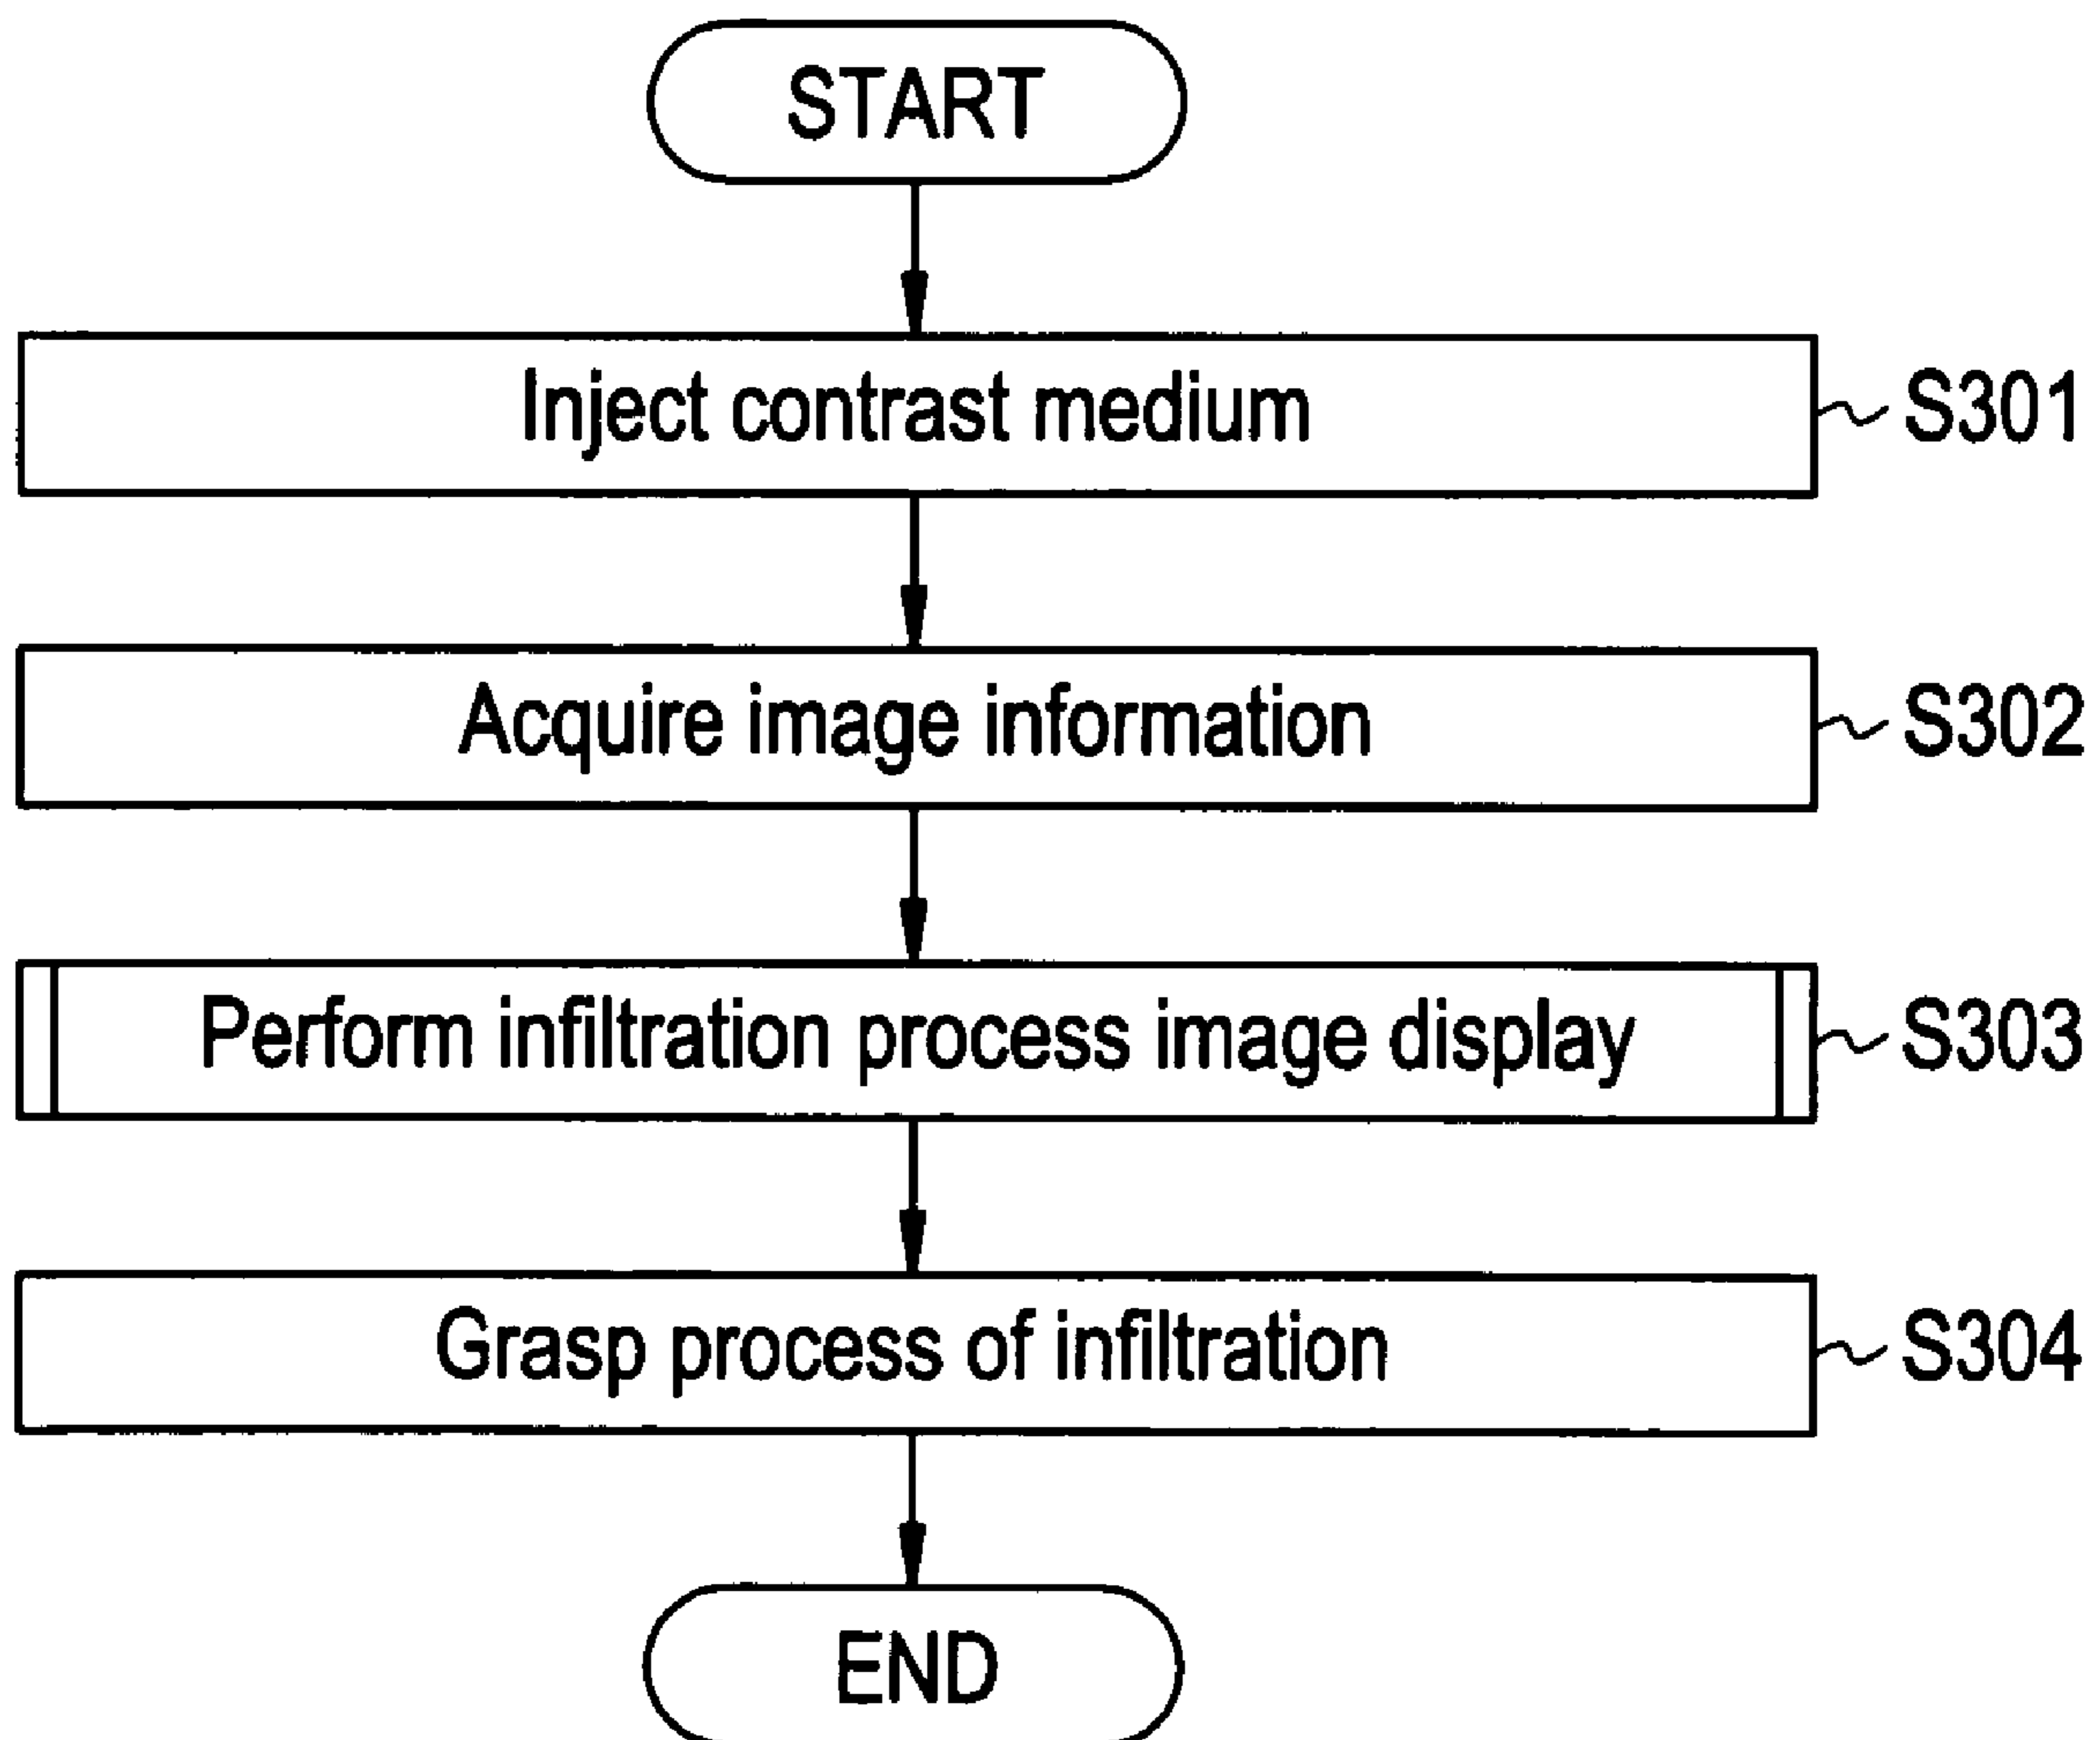 START
Inject contrast medium
S301
Acquire image information
S302
Perform infiltration process image display
S303
Grasp process of infiltration
S304
END